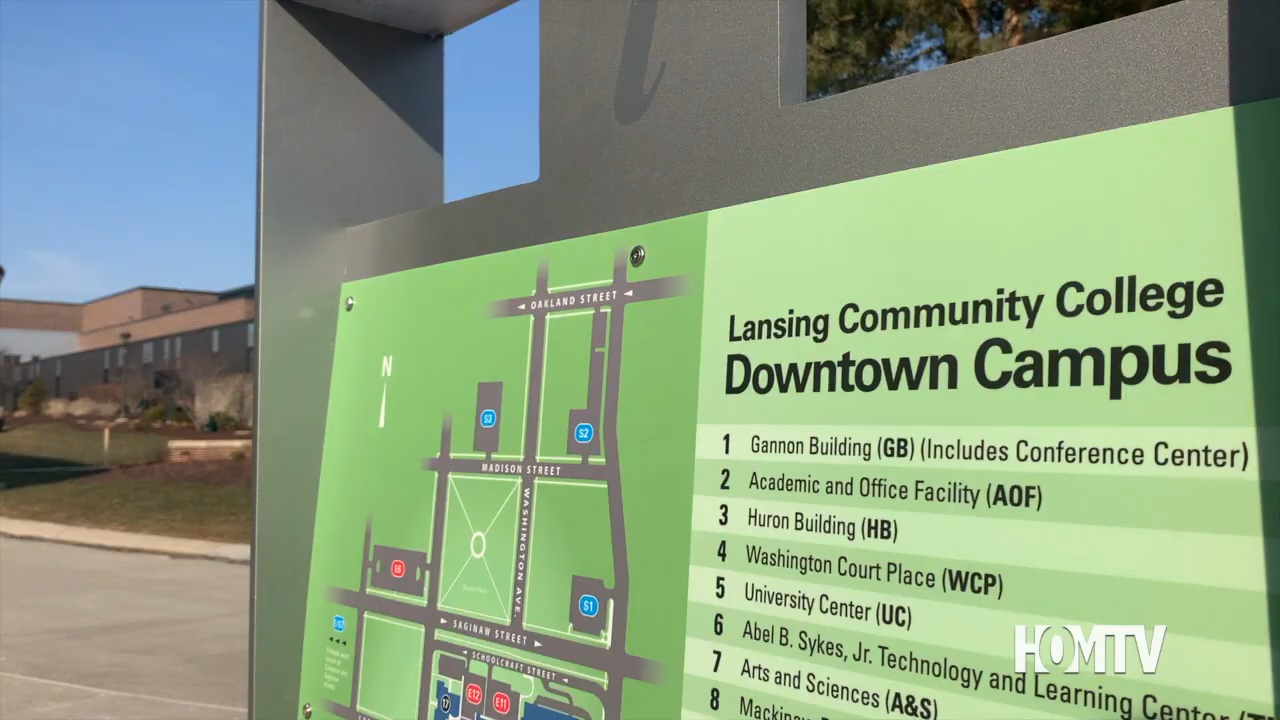 i
OAKLAND STREET
N
S3
S2
MADISON STREET
WASHINGTON AVE.
E6
S1
SAGINAW STREET
SCHOOLCRAFT STREET
E12
E11
17
Lansing Community College
Downtown Campus
1 Gannon Building (GB) (Includes Conference Center)
2 Academic and Office Facility (AOF)
3 Huron Building (HB)
4 Washington Court Place (WCP)
5 University Center (UC)
6 Abel B. Sykes, Jr. Technology and Learning Center
7 Arts and Sciences (A&S)
8
HOMTV